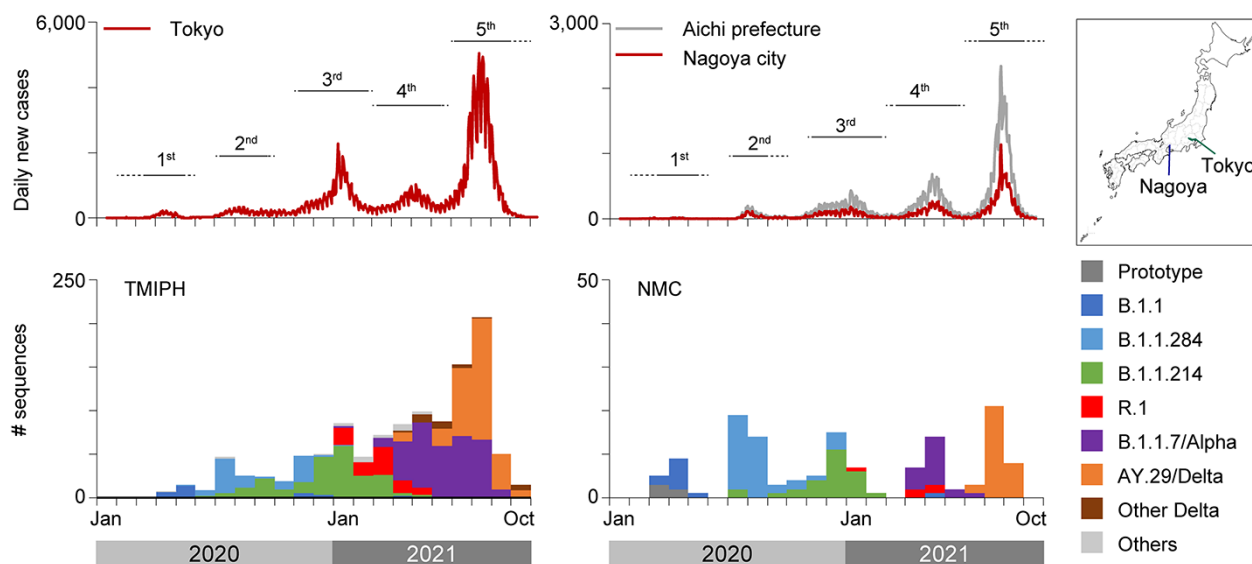 6,000
Tokyo
5th
3rd
4th
2nd
1st
0
Daily new cases
3,000
Aichi prefecture
Nagoya city
5th
4th
3rd
2nd
1st
0
Tokyo
Nagoya
250
TMIPH
0
# sequences
Jan
Jan
Oct
2020
2021
50
NMC
0
Jan
Jan
Oct
2020
2021
Prototype
B.1.1
B.1.1.284
B.1.1.214
R.1
B.1.1.7/Alpha
AY.29/Delta
Other Delta
Others